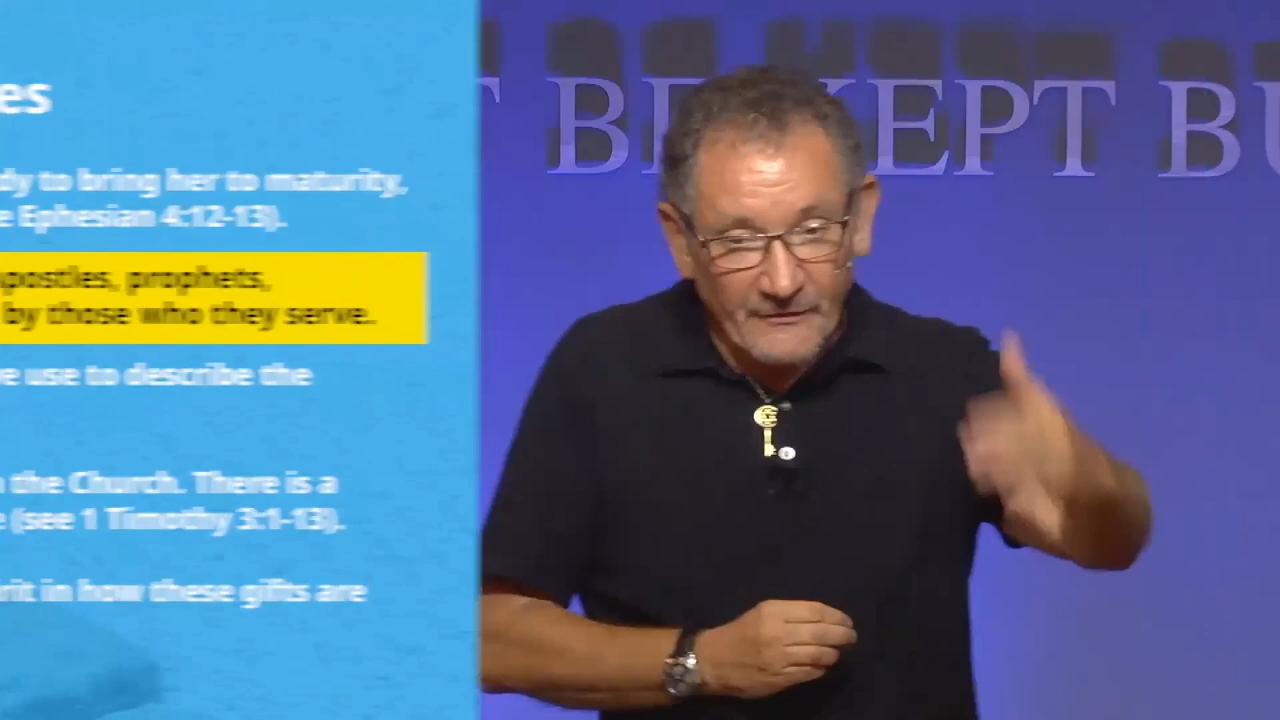 es
dy to bring her to maturity,
e Ephesian 4:12-13).
postles, prophets,
by those who they serve.
e use to describe the
the Church. There is a
e (see 1 Timothy 3:1-13).
rit in how these gifts are
T BE KEPT BU